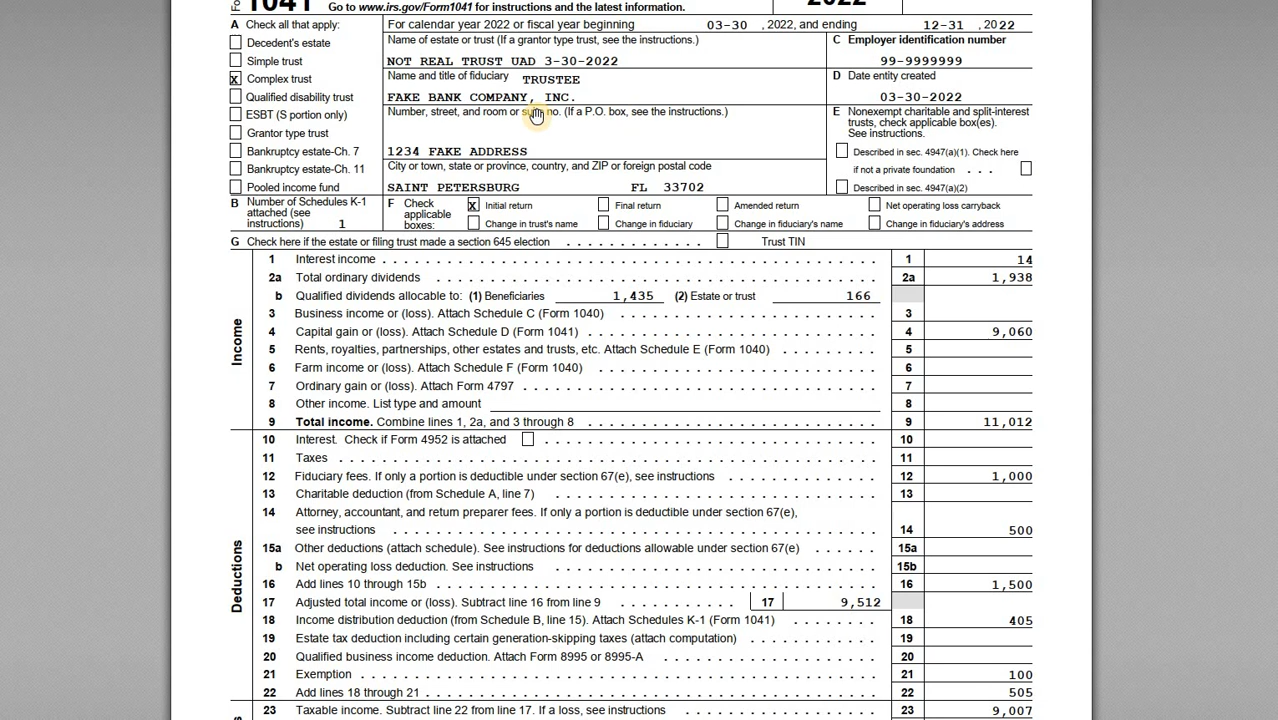 1041 Go to www.irs.gov/Form1041 for instructions and the latest information. 2022
A Check all that apply:
For calendar year 2022 or fiscal year beginning 03-30 , 2022, and ending 12-31 , 2022
Decedent's estate
Simple trust
X Complex trust
Qualified disability trust
ESBT (S portion only)
Grantor type trust
Bankruptcy estate-Ch. 7
Bankruptcy estate-Ch. 11
Pooled income fund
Name of estate or trust (If a grantor type trust, see the instructions.)
NOT REAL TRUST UAD 3-30-2022
Name and title of fiduciary TRUSTEE
FAKE BANK COMPANY, INC.
Number, street, and room or no. (If a P.O. box, see the instructions.)
1234 FAKE ADDRESS
City or town, state or province, country, and ZIP or foreign postal code
SAINT PETERSBURG FL 33702
C Employer identification number
99-9999999
D Date entity created
03-30-2022
E Nonexempt charitable and split-interest
trusts, check applicable box(es).
See instructions.
Described in sec. 4947(a)(1). Check here
if not a private foundation . . .
Described in sec. 4947(a)(2)
B Number of Schedules K-1
attached (see
instructions) 1
F Check
applicable
boxes:
X Initial return Final return Amended return Net operating loss carryback
Change in trust's name Change in fiduciary Change in fiduciary's name Change in fiduciary's address
G Check here if the estate or filing trust made a section 645 election . . . . . . . . . . . . Trust TIN
Income
1 Interest income 1 14
2a Total ordinary dividends 2a 1,938
b Qualified dividends allocable to: (1) Beneficiaries 1,435 (2) Estate or trust 166
3 Business income or (loss). Attach Schedule C (Form 1040) 3
4 Capital gain or (loss). Attach Schedule D (Form 1041) 4 9,060
5 Rents, royalties, partnerships, other estates and trusts, etc. Attach Schedule E (Form 1040) 5
6 Farm income or (loss). Attach Schedule F (Form 1040) 6
7 Ordinary gain or (loss). Attach Form 4797 7
8 Other income. List type and amount 8
9 Total income. Combine lines 1, 2a, and 3 through 8 9 11,012
Deductions
10 Interest. Check if Form 4952 is attached 10
11 Taxes 11
12 Fiduciary fees. If only a portion is deductible under section 67(e), see instructions 12 1,000
13 Charitable deduction (from Schedule A, line 7) 13
14 Attorney, accountant, and return preparer fees. If only a portion is deductible under section 67(e),
see instructions 14 500
15a Other deductions (attach schedule). See instructions for deductions allowable under section 67(e) 15a
b Net operating loss deduction. See instructions 15b
16 Add lines 10 through 15b 16 1,500
17 Adjusted total income or (loss). Subtract line 16 from line 9 17 9,512
18 Income distribution deduction (from Schedule B, line 15). Attach Schedules K-1 (Form 1041) 18 405
19 Estate tax deduction including certain generation-skipping taxes (attach computation) 19
20 Qualified business income deduction. Attach Form 8995 or 8995-A 20
21 Exemption 21 100
22 Add lines 18 through 21 22 505
23 Taxable income. Subtract line 22 from line 17. If a loss, see instructions 23 9,007